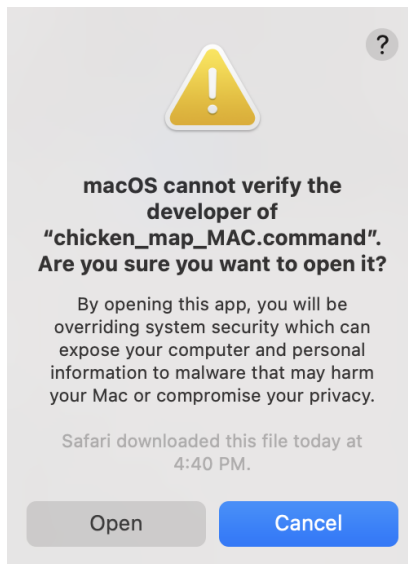 ?
macOS cannot verify the
developer of
“chicken_map_MAC.command”.
Are you sure you want to open it?
By opening this app, you will be
overriding system security which can
expose your computer and personal
information to malware that may harm
your Mac or compromise your privacy.
Safari downloaded this file today at
4:40 PM.
Open
Cancel